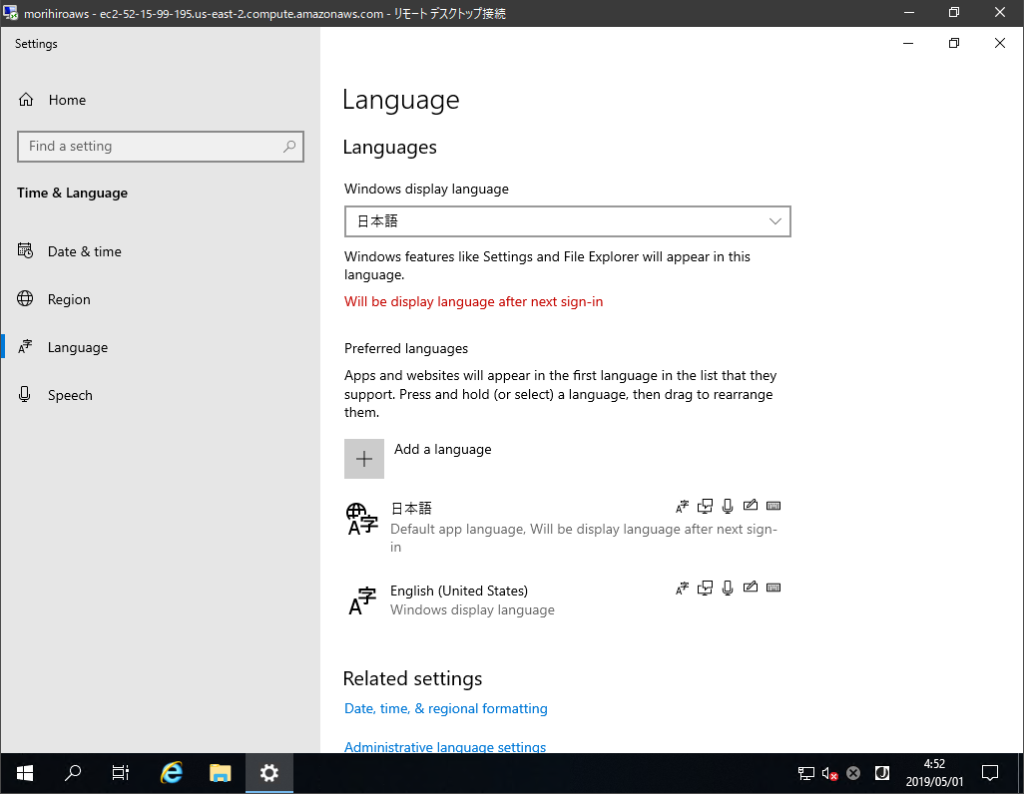 morihiroaws - ec2-52-15-99-195.us-east-2.compute.amazonaws.com - リモート デスクトップ接続
Settings
Home
Find a setting
Time & Language
Date & time
Region
Language
Speech
Language
Languages
Windows display language
日本語
Windows features like Settings and File Explorer will appear in this
language.
Will be display language after next sign-in
Preferred languages
Apps and websites will appear in the first language in the list that they
support. Press and hold (or select) a language, then drag to rearrange
them.
Add a language
日本語
Default app language, Will be display language after next sign-
in
English (United States)
Windows display language
Related settings
Date, time, & regional formatting
Administrative language settings
4:52
2019/05/01